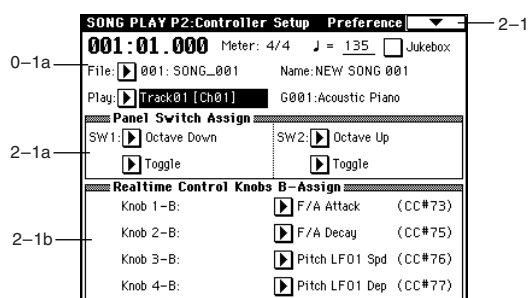 SONG PLAY P2:Controller Setup Preference
2–1
001:01.000 Meter: 4/4 ♩ = 156 Jukebox
0–1a
File: 001: SONG_001 Name:NEW SONG 001
Play: Track01 [Ch01] G001:Acoustic Piano
Panel Switch Assign
SW1: Octave Down SW2: Octave Up
2–1a
Toggle Toggle
Realtime Control Knobs B-Assign
Knob 1-B: F/A Attack (CC#73)
Knob 2-B: F/A Decay (CC#75)
2–1b
Knob 3-B: Pitch LFO1 Spd (CC#76)
Knob 4-B: Pitch LFO1 Dep (CC#77)